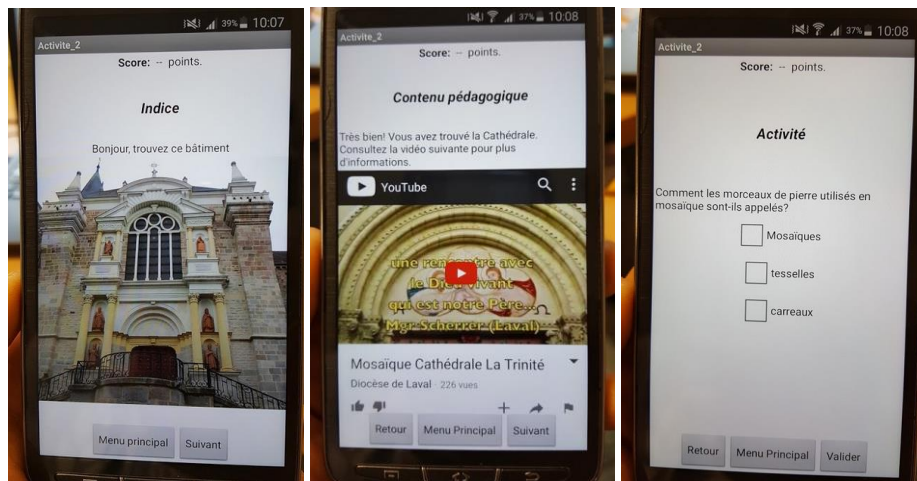 39% 10:07
Activite_2
Score: -- points.
Indice
Bonjour, trouvez ce bâtiment
Menu principal
Suivant
37% 10:08
Activite_2
Score: -- points.
Contenu pédagogique
Très bien! Vous avez trouvé la Cathédrale.
Consultez la vidéo suivante pour plus
d'informations.
YouTube
une rencontre avec
le Dieu vivant
qui est notre Père...
Mgr Scherrer (Laval)
Mosaïque Cathédrale La Trinité
Diocèse de Laval · 226 vues
Retour
Menu Principal
Suivant
37% 10:08
Activite_2
Score: -- points.
Activité
Comment les morceaux de pierre utilisés en
mosaïque sont-ils appelés?
Mosaïques
tesselles
carreaux
Retour
Menu Principal
Valider